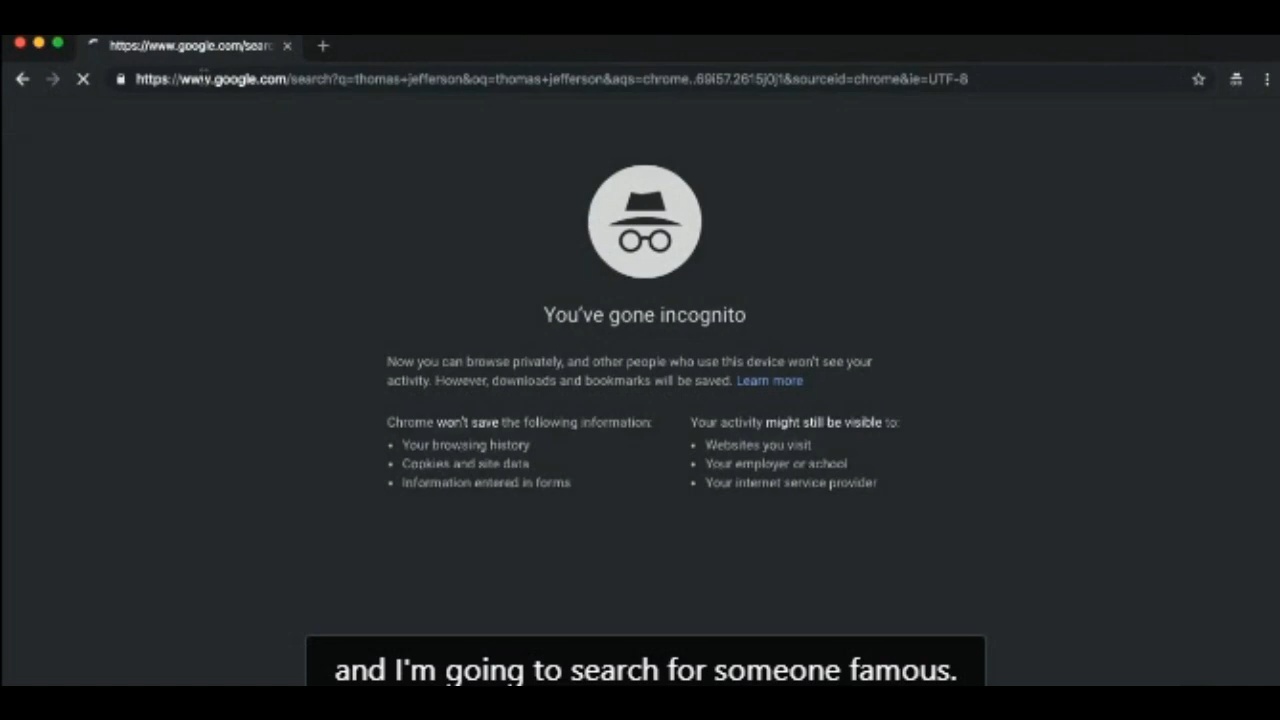 https://www.google.com/sear
https://www.google.com/search?q=thomas+jefferson&oq=thomas+jefferson&aqs=chrome..69i57.2615j0j1&sourceid=chrome&ie=UTF-8
You've gone incognito
Now you can browse privately, and other people who use this device won't see your
activity. However, downloads and bookmarks will be saved. Learn more
Chrome won't save the following information:
• Your browsing history
• Cookies and site data
• Information entered in forms
Your activity might still be visible to:
• Websites you visit
• Your employer or school
• Your internet service provider
and I'm going to search for someone famous.